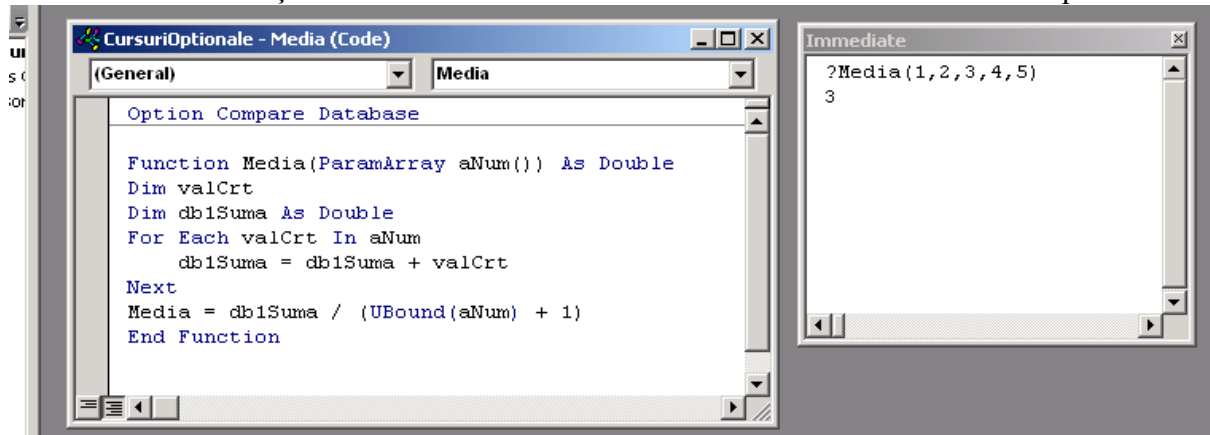 CursuriOptionale - Media (Code)
(General)
Media
Option Compare Database
Function Media(ParamArray aNum()) As Double
Dim valCrt
Dim db1Suma As Double
For Each valCrt In aNum
db1Suma = db1Suma + valCrt
Next
Media = db1Suma / (UBound(aNum) + 1)
End Function
Immediate
?Media(1,2,3,4,5)
3